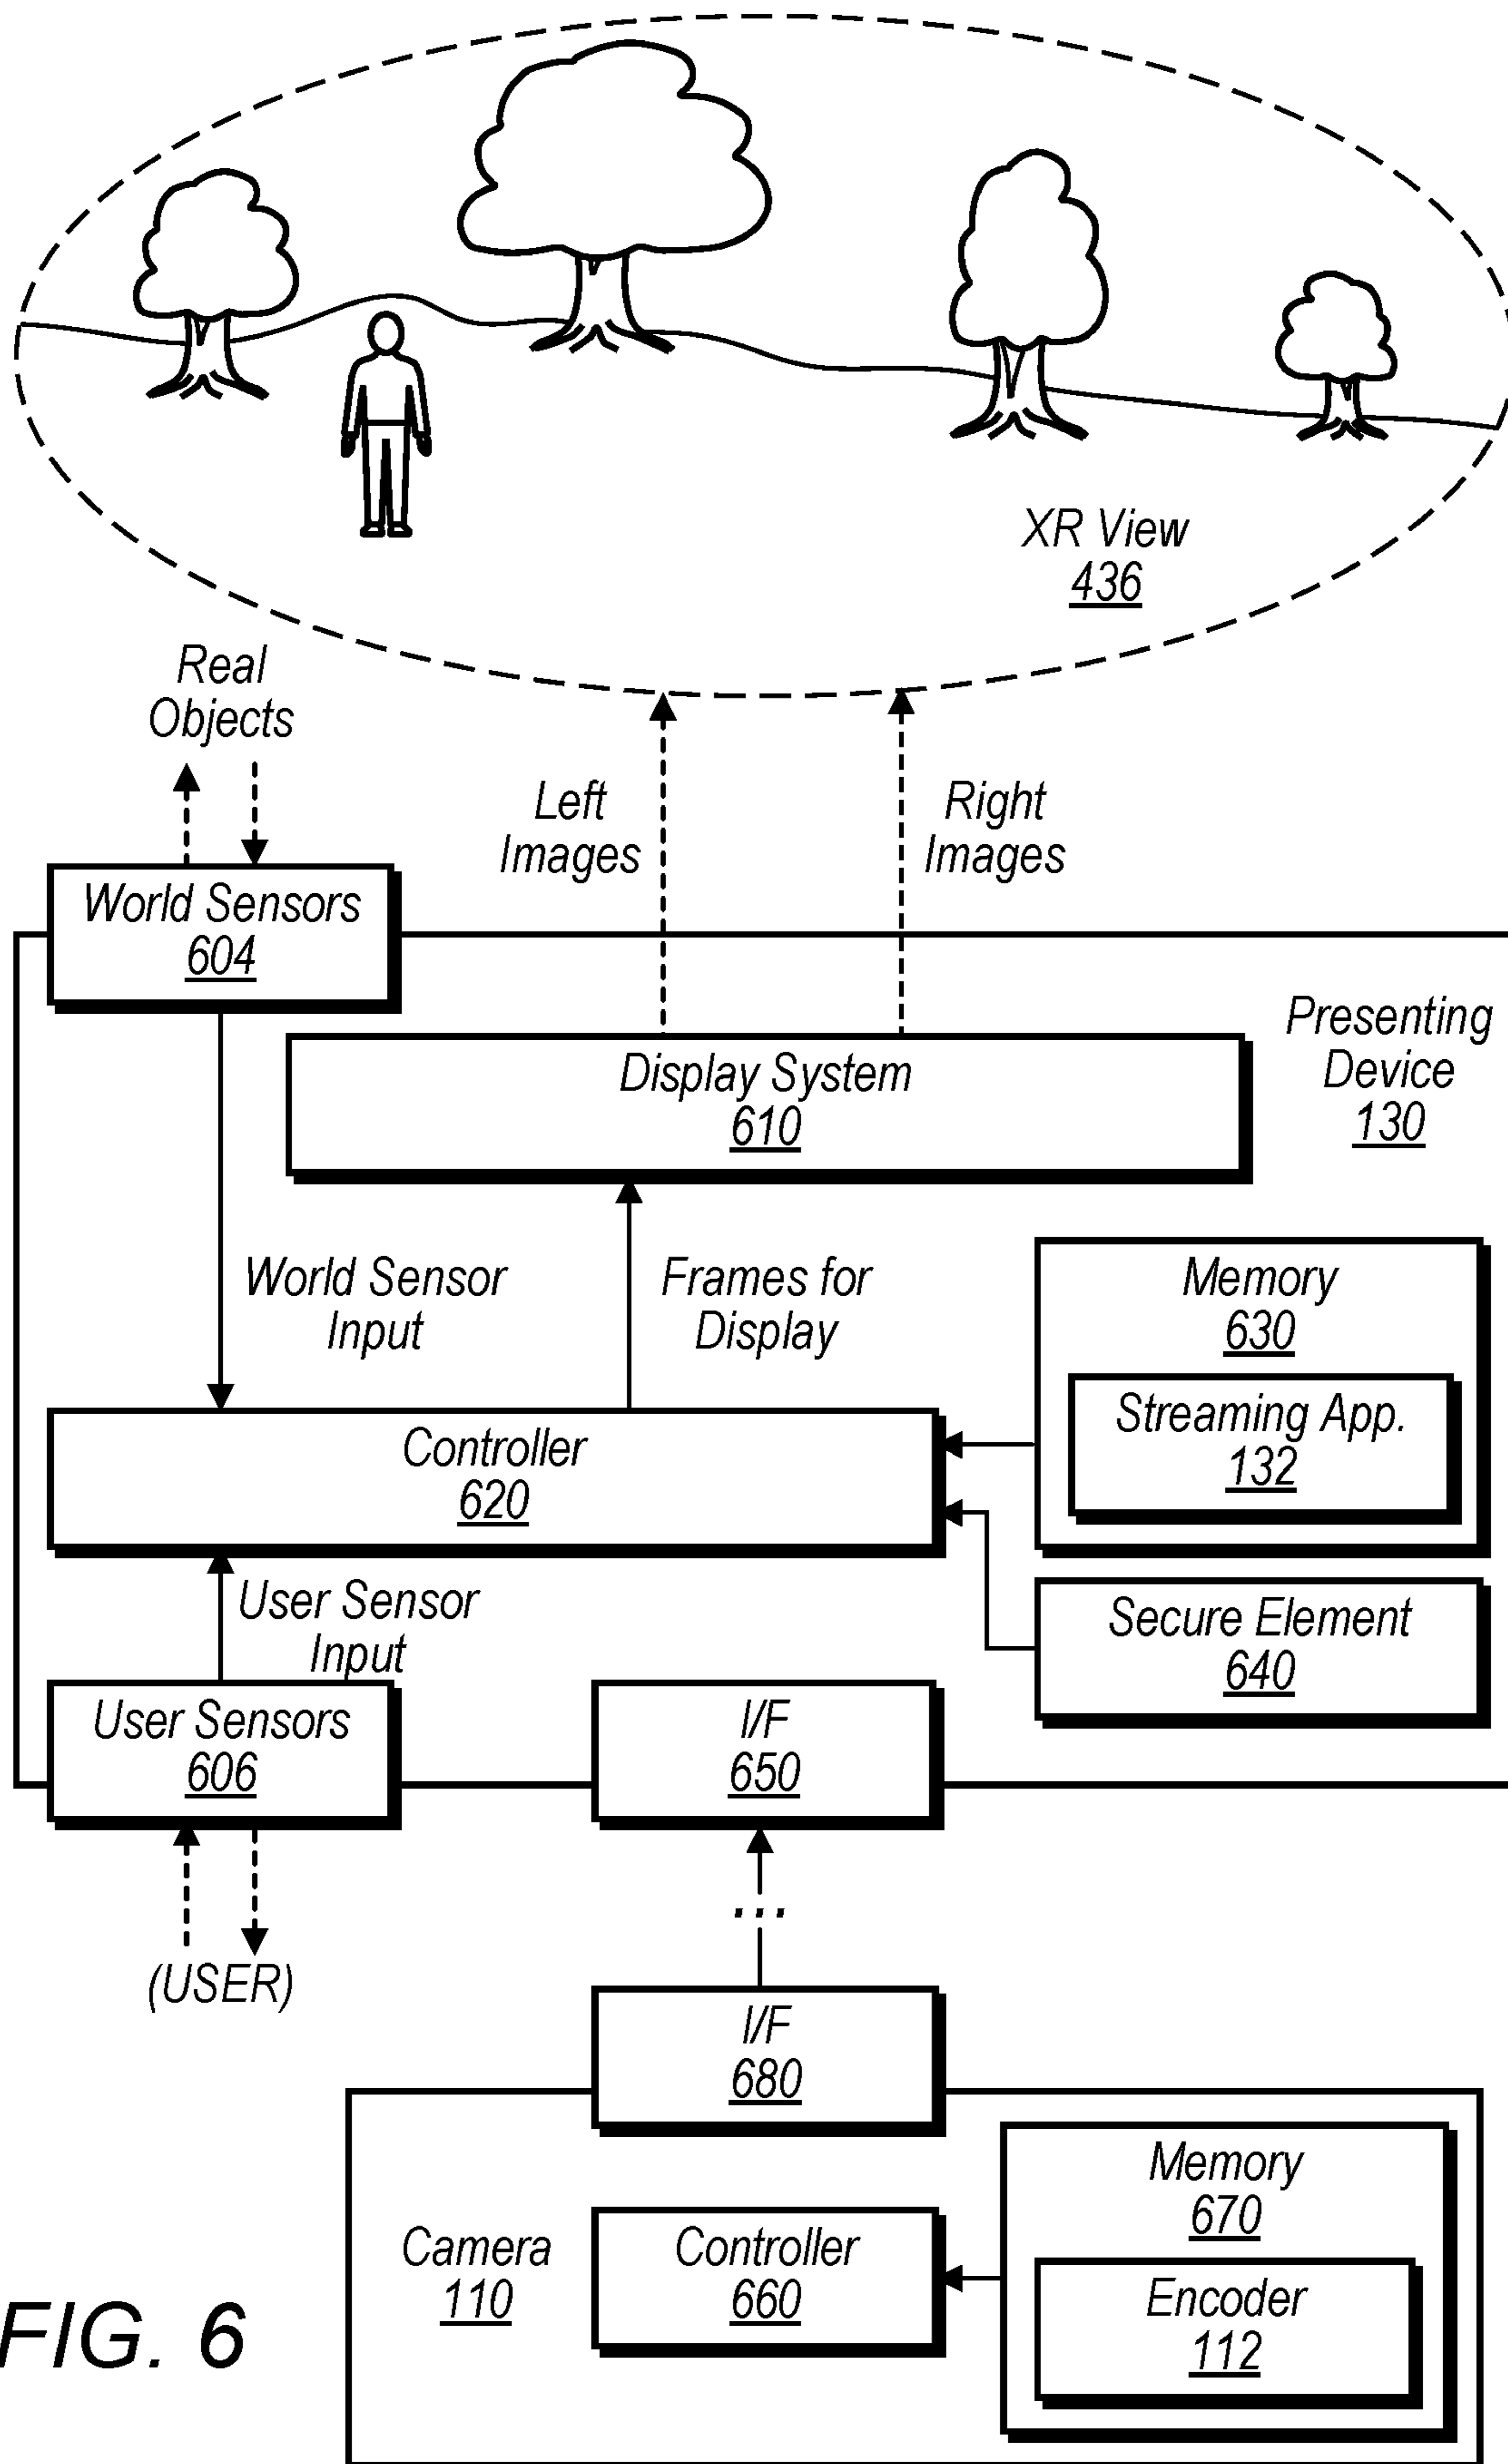 XR View
436
Real
Objects
Left
Images
Right
Images
World Sensors
604
Presenting
Device
130
Display System
610
World Sensor
Input
Frames for
Display
Memory
630
Streaming App.
132
Controller
620
Secure Element
640
User Sensor
Input
User Sensors
606
I/F
650
...
(USER)
I/F
680
Camera
110
Controller
660
Memory
670
Encoder
112
FIG. 6